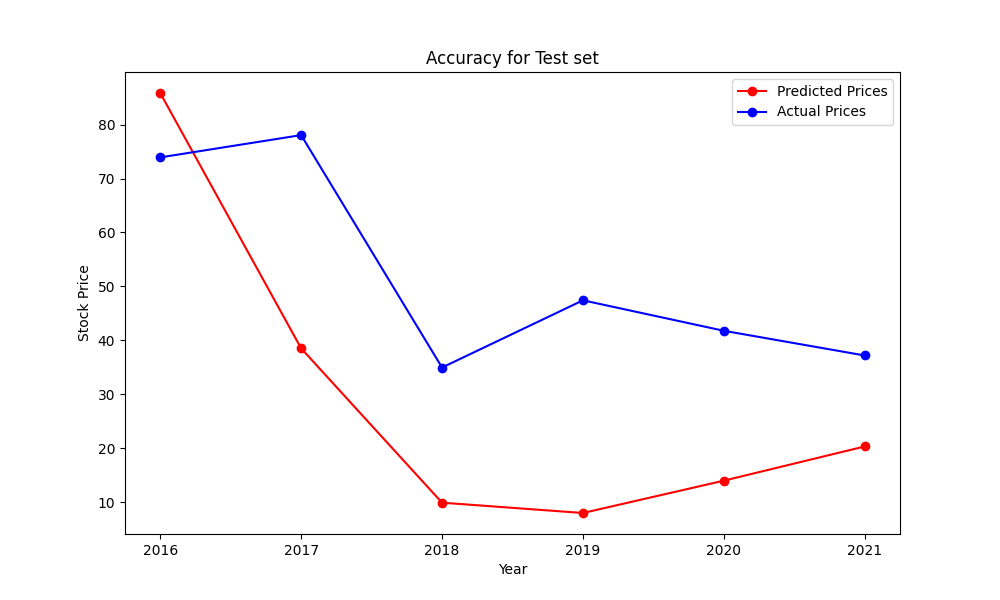 Accuracy for Test set
Predicted Prices
Actual Prices
80
70
60
50
40
30
20
10
Stock Price
2016 2017 2018 2019 2020 2021
Year